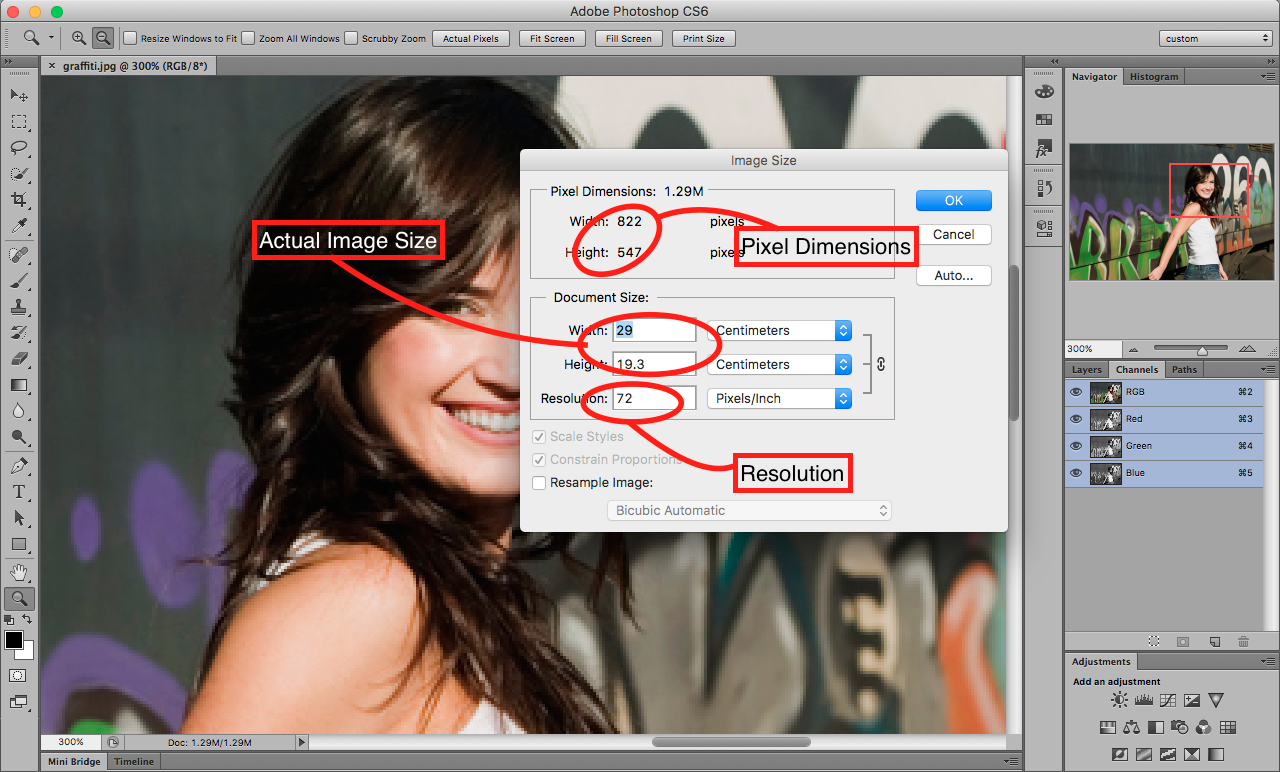 Adobe Photoshop CS6
Resize Windows to Fit Zoom All Windows Scrubby Zoom Actual Pixels Fit Screen Fill Screen Print Size custom
× graffiti.jpg @ 300% (RGB/8*)
Navigator Histogram
Image Size
Pixel Dimensions: 1.29M
Width: 822 pixels
Height: 547 pixels
OK
Cancel
Auto...
Actual Image Size
Pixel Dimensions
Document Size:
Width: 29 Centimeters
Height: 19.3 Centimeters
Resolution: 72 Pixels/Inch
Scale Styles
Constrain Proportions
Resample Image:
Bicubic Automatic
Resolution
300%
Layers Channels Paths
RGB ⌘2
Red ⌘3
Green ⌘4
Blue ⌘5
Adjustments
Add an adjustment
300% Doc: 1.29M/1.29M
Mini Bridge Timeline